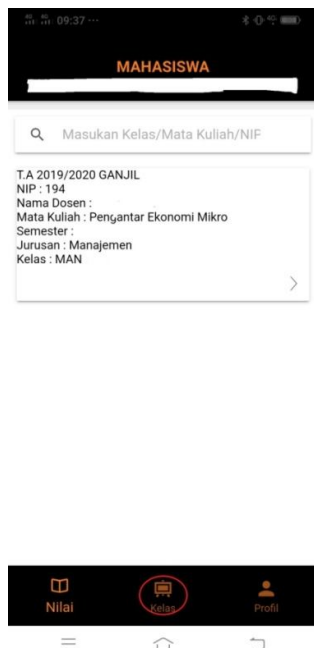 09:37 ...
MAHASISWA
Masukan Kelas/Mata Kuliah/NIP
T.A 2019/2020 GANJIL
NIP : 194
Nama Dosen :
Mata Kuliah : Pengantar Ekonomi Mikro
Semester :
Jurusan : Manajemen
Kelas : MAN
Nilai
Kelas
Profil